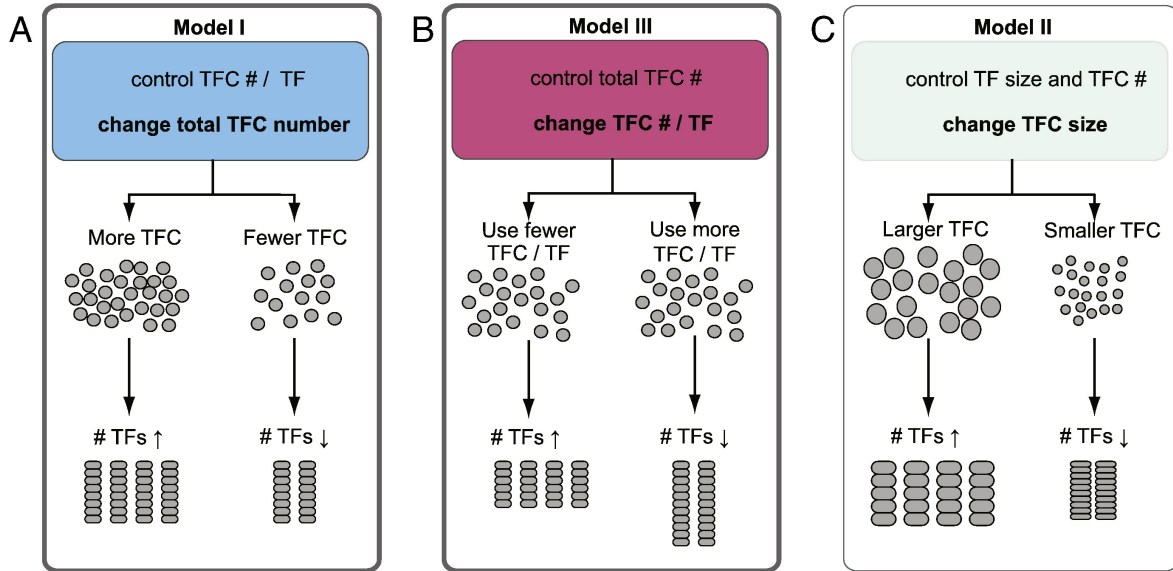 A
Model I
control TFC # / TF
change total TFC number
More TFC
Fewer TFC
# TFs ↑
# TFs ↓
B
Model III
control total TFC #
change TFC # / TF
Use fewer
TFC / TF
Use more
TFC / TF
# TFs ↑
# TFs ↓
C
Model II
control TF size and TFC #
change TFC size
Larger TFC
Smaller TFC
# TFs ↑
# TFs ↓